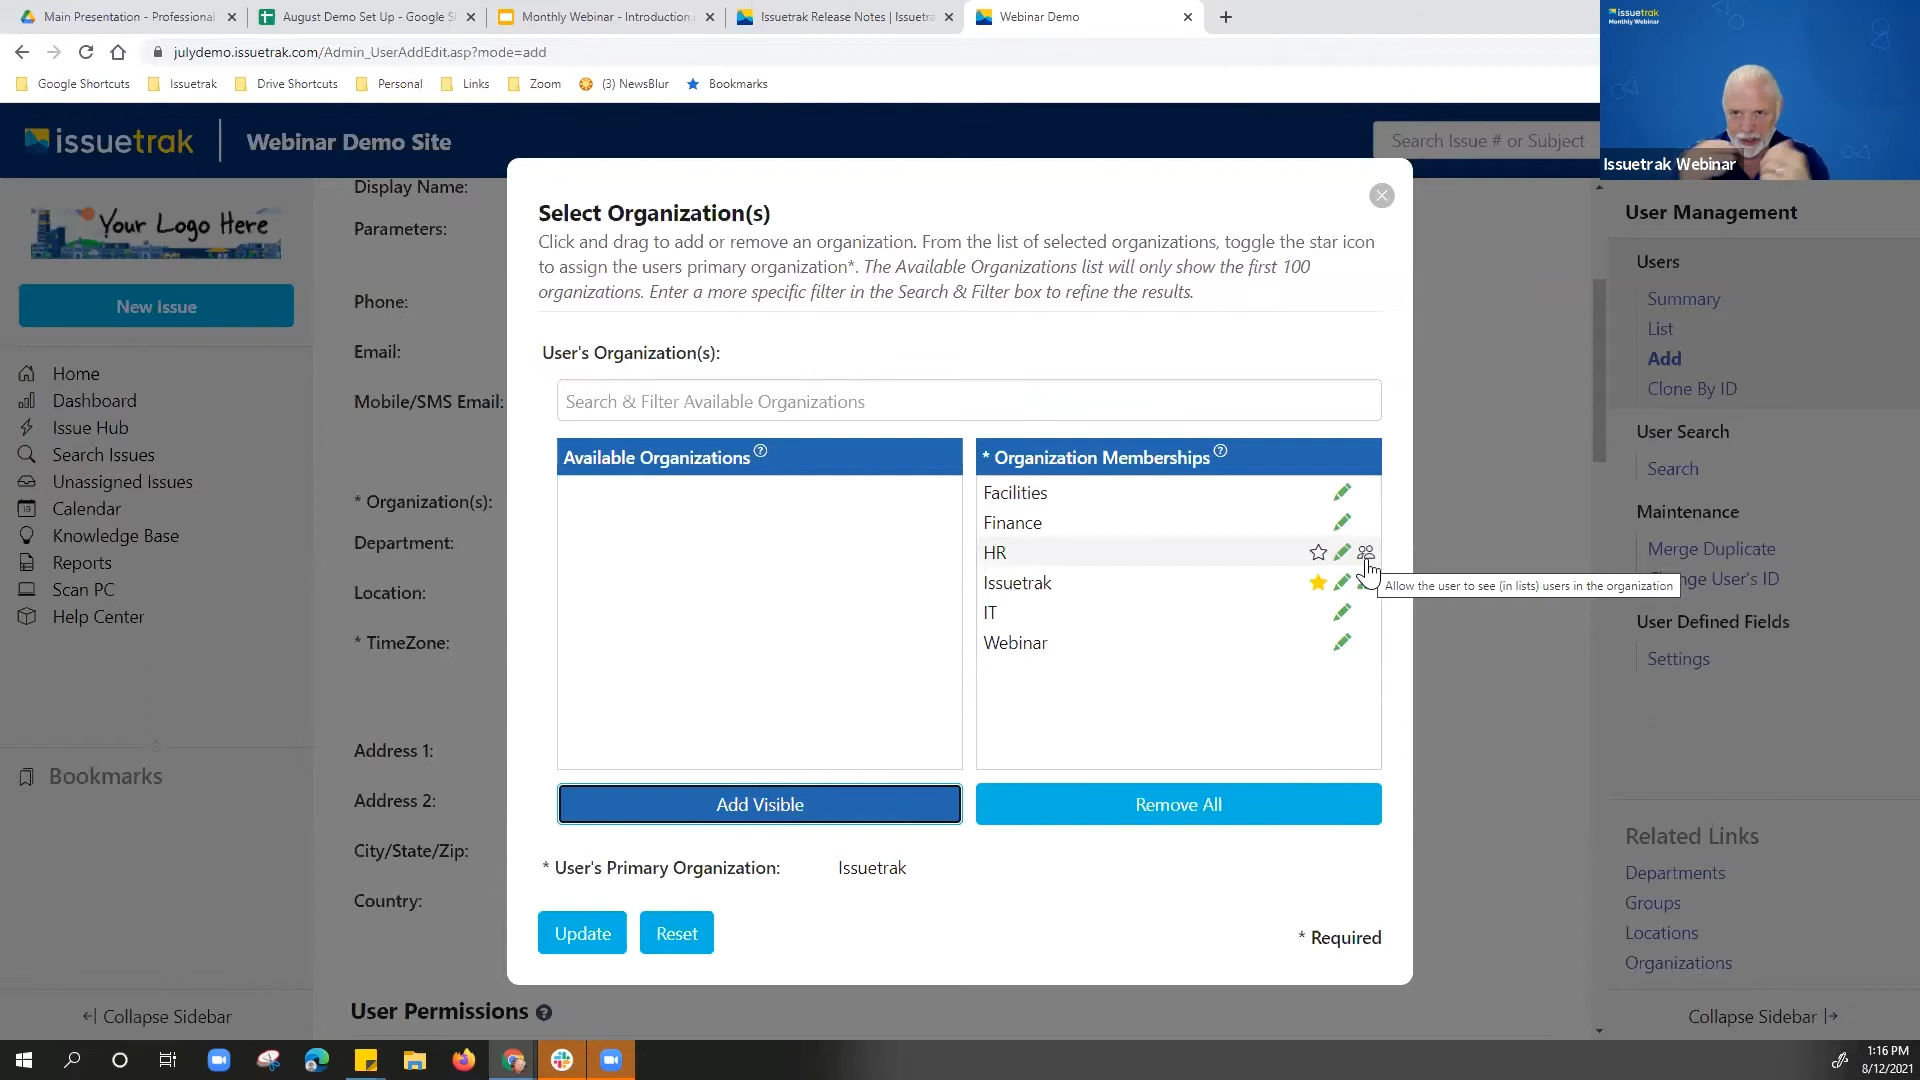 Main Presentation - Professional
August Demo Set Up - Google S
Monthly Webinar - Introduction
Issuetrak Release Notes | Issuetra
Webinar Demo
julydemo.issuetrak.com/Admin_UserAddEdit.asp?mode=add
Google Shortcuts
Issuetrak
Drive Shortcuts
Personal
Links
Zoom
(3) NewsBlur
Bookmarks
issuetrak
Monthly Webinar
Issuetrak Webinar
issuetrak
Webinar Demo Site
Search Issue # or Subject
Your Logo Here
New Issue
Home
Dashboard
Issue Hub
Search Issues
Unassigned Issues
Calendar
Knowledge Base
Reports
Scan PC
Help Center
Bookmarks
Collapse Sidebar
Display Name:
Parameters:
Phone:
Email:
Mobile/SMS Email:
* Organization(s):
Department:
Location:
* TimeZone:
Address 1:
Address 2:
City/State/Zip:
Country:
User Permissions ?
Select Organization(s)
Click and drag to add or remove an organization. From the list of selected organizations, toggle the star icon
to assign the users primary organization*. The Available Organizations list will only show the first 100
organizations. Enter a more specific filter in the Search & Filter box to refine the results.
User's Organization(s):
Search & Filter Available Organizations
Available Organizations ?
* Organization Memberships ?
Facilities
Finance
HR
Issuetrak
IT
Webinar
Allow the user to see (in lists) users in the organization
Add Visible
Remove All
* User's Primary Organization: Issuetrak
Update
Reset
* Required
User Management
Users
Summary
List
Add
Clone By ID
User Search
Search
Maintenance
Merge Duplicate
Change User's ID
User Defined Fields
Settings
Related Links
Departments
Groups
Locations
Organizations
Collapse Sidebar
1:16 PM
8/12/2021